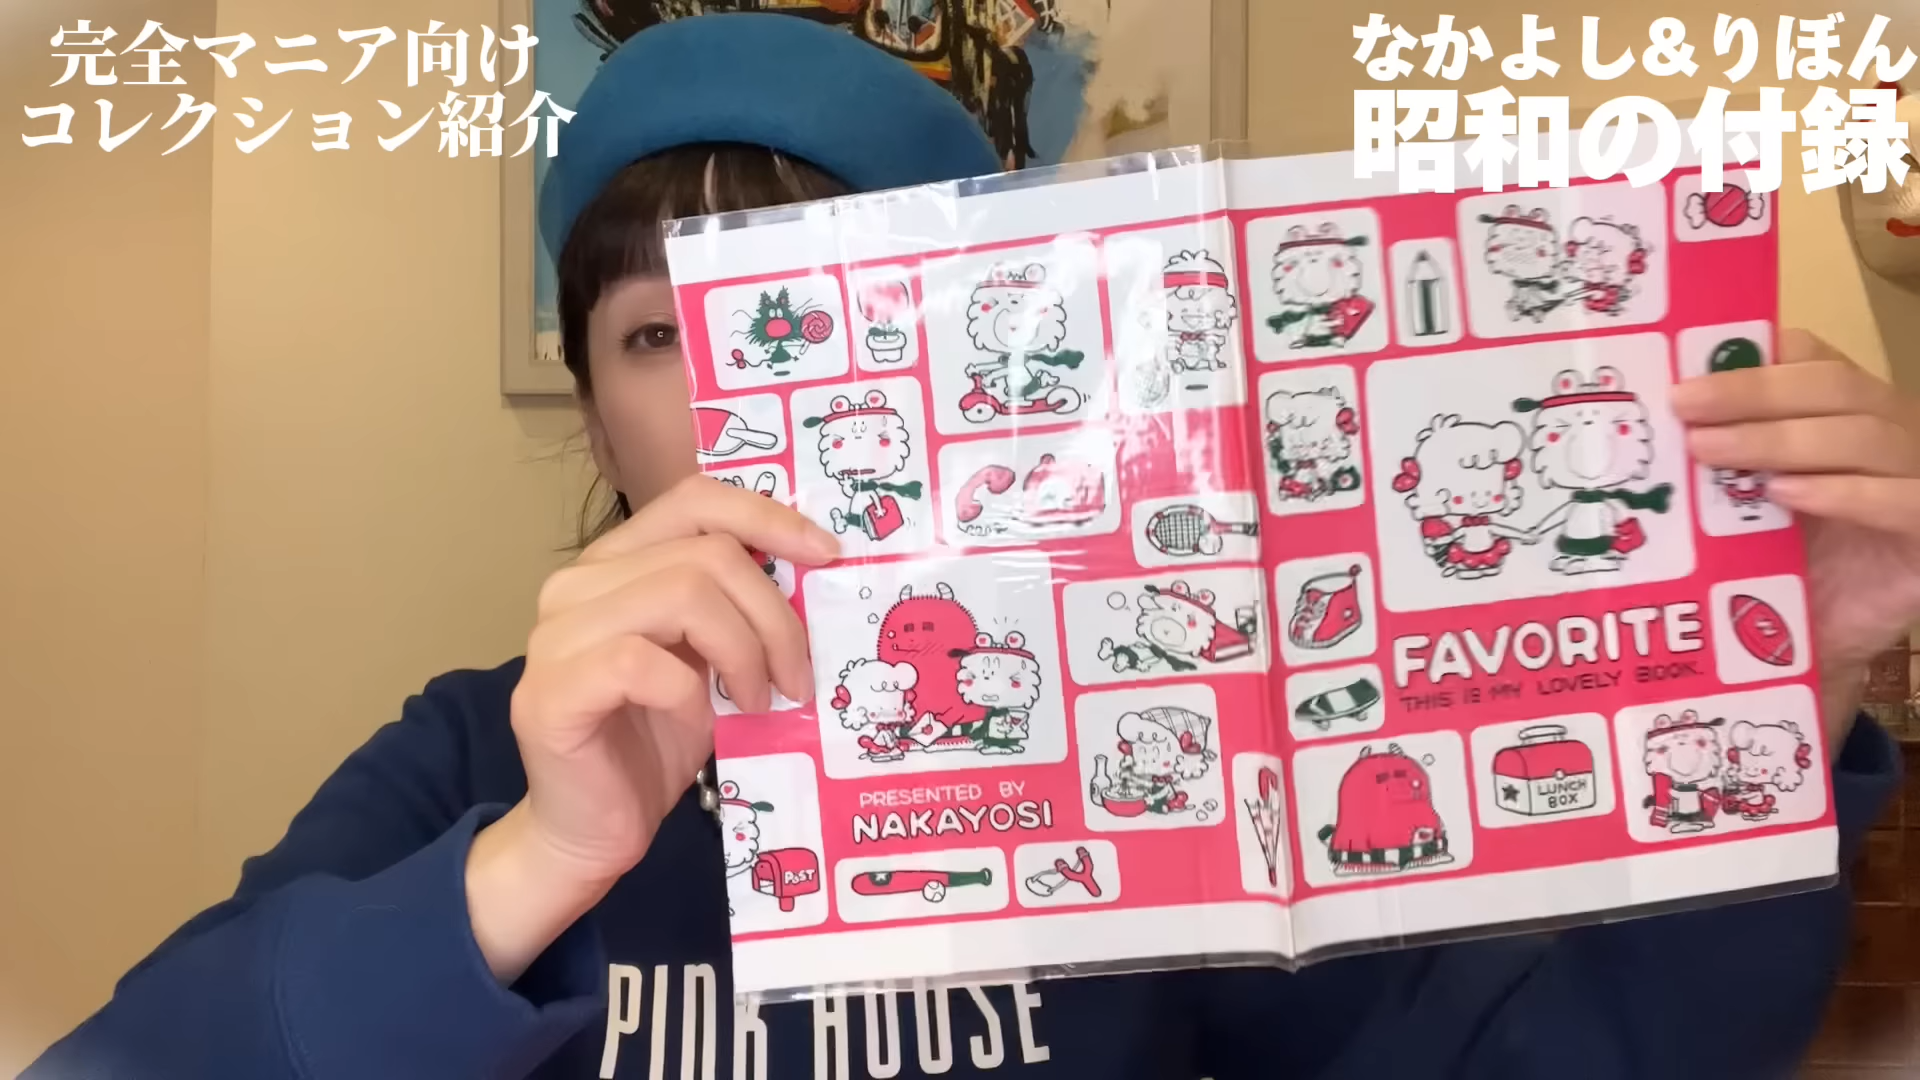 完全マニア向け
コレクション紹介
なかよし&りぼん
昭和の付録
FAVORITE
THIS IS MY LOVELY BOOK.
LUNCH
BOX
PRESENTED BY
NAKAYOSI
POST
PINK HOUSE